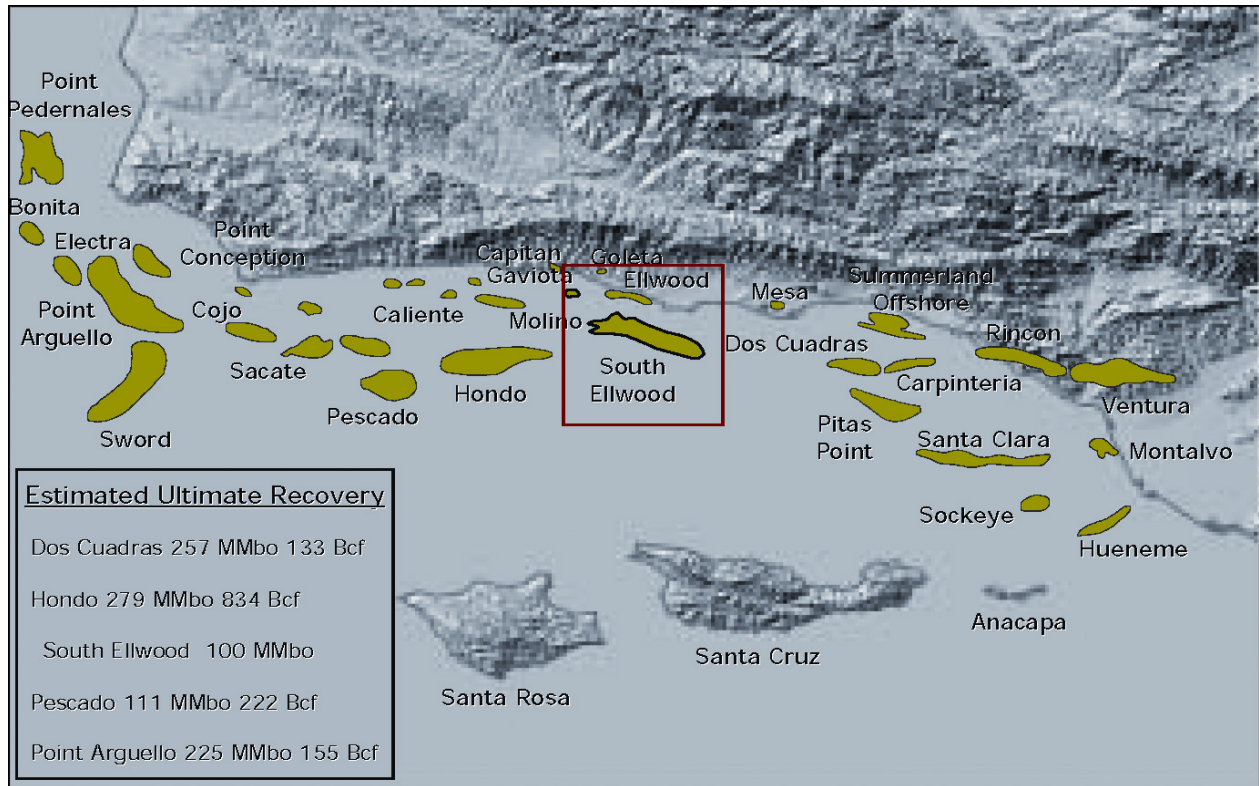 Point
Pedernales
Bonita
Electra
Point
Conception
Capitan
Goleta
Gaviota
Ellwood
Summerland
Offshore
Mesa
Point
Arguello
Cojo
Caliente
Molino
Rincon
Sacate
Dos Cuadras
Hondo
South
Ellwood
Carpinteria
Pescado
Ventura
Sword
Pitas
Point
Santa Clara
Montalvo
Sockeye
Hueneme
Anacapa
Santa Cruz
Santa Rosa
Estimated Ultimate Recovery
Dos Cuadras 257 MMbo 133 Bcf
Hondo 279 MMbo 834 Bcf
South Ellwood 100 MMbo
Pescado 111 MMbo 222 Bcf
Point Arguello 225 MMbo 155 Bcf